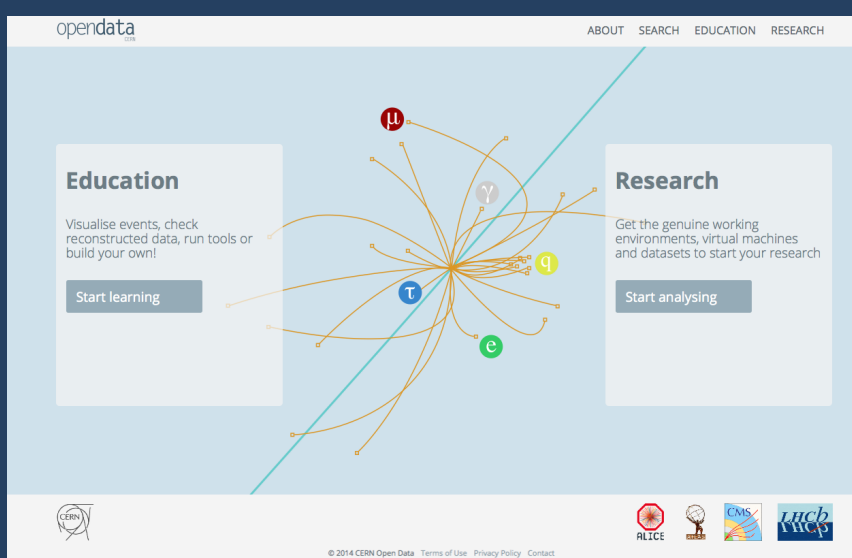 opendata
CERN
ABOUT SEARCH EDUCATION RESEARCH
μ
γ
q
τ
e
Education
Visualise events, check
reconstructed data, run tools or
build your own!
Start learning
Research
Get the genuine working
environments, virtual machines
and datasets to start your research
Start analysing
CERN
ALICE
ATLAS
CMS
LHCb
© 2014 CERN Open Data Terms of Use Privacy Policy Contact